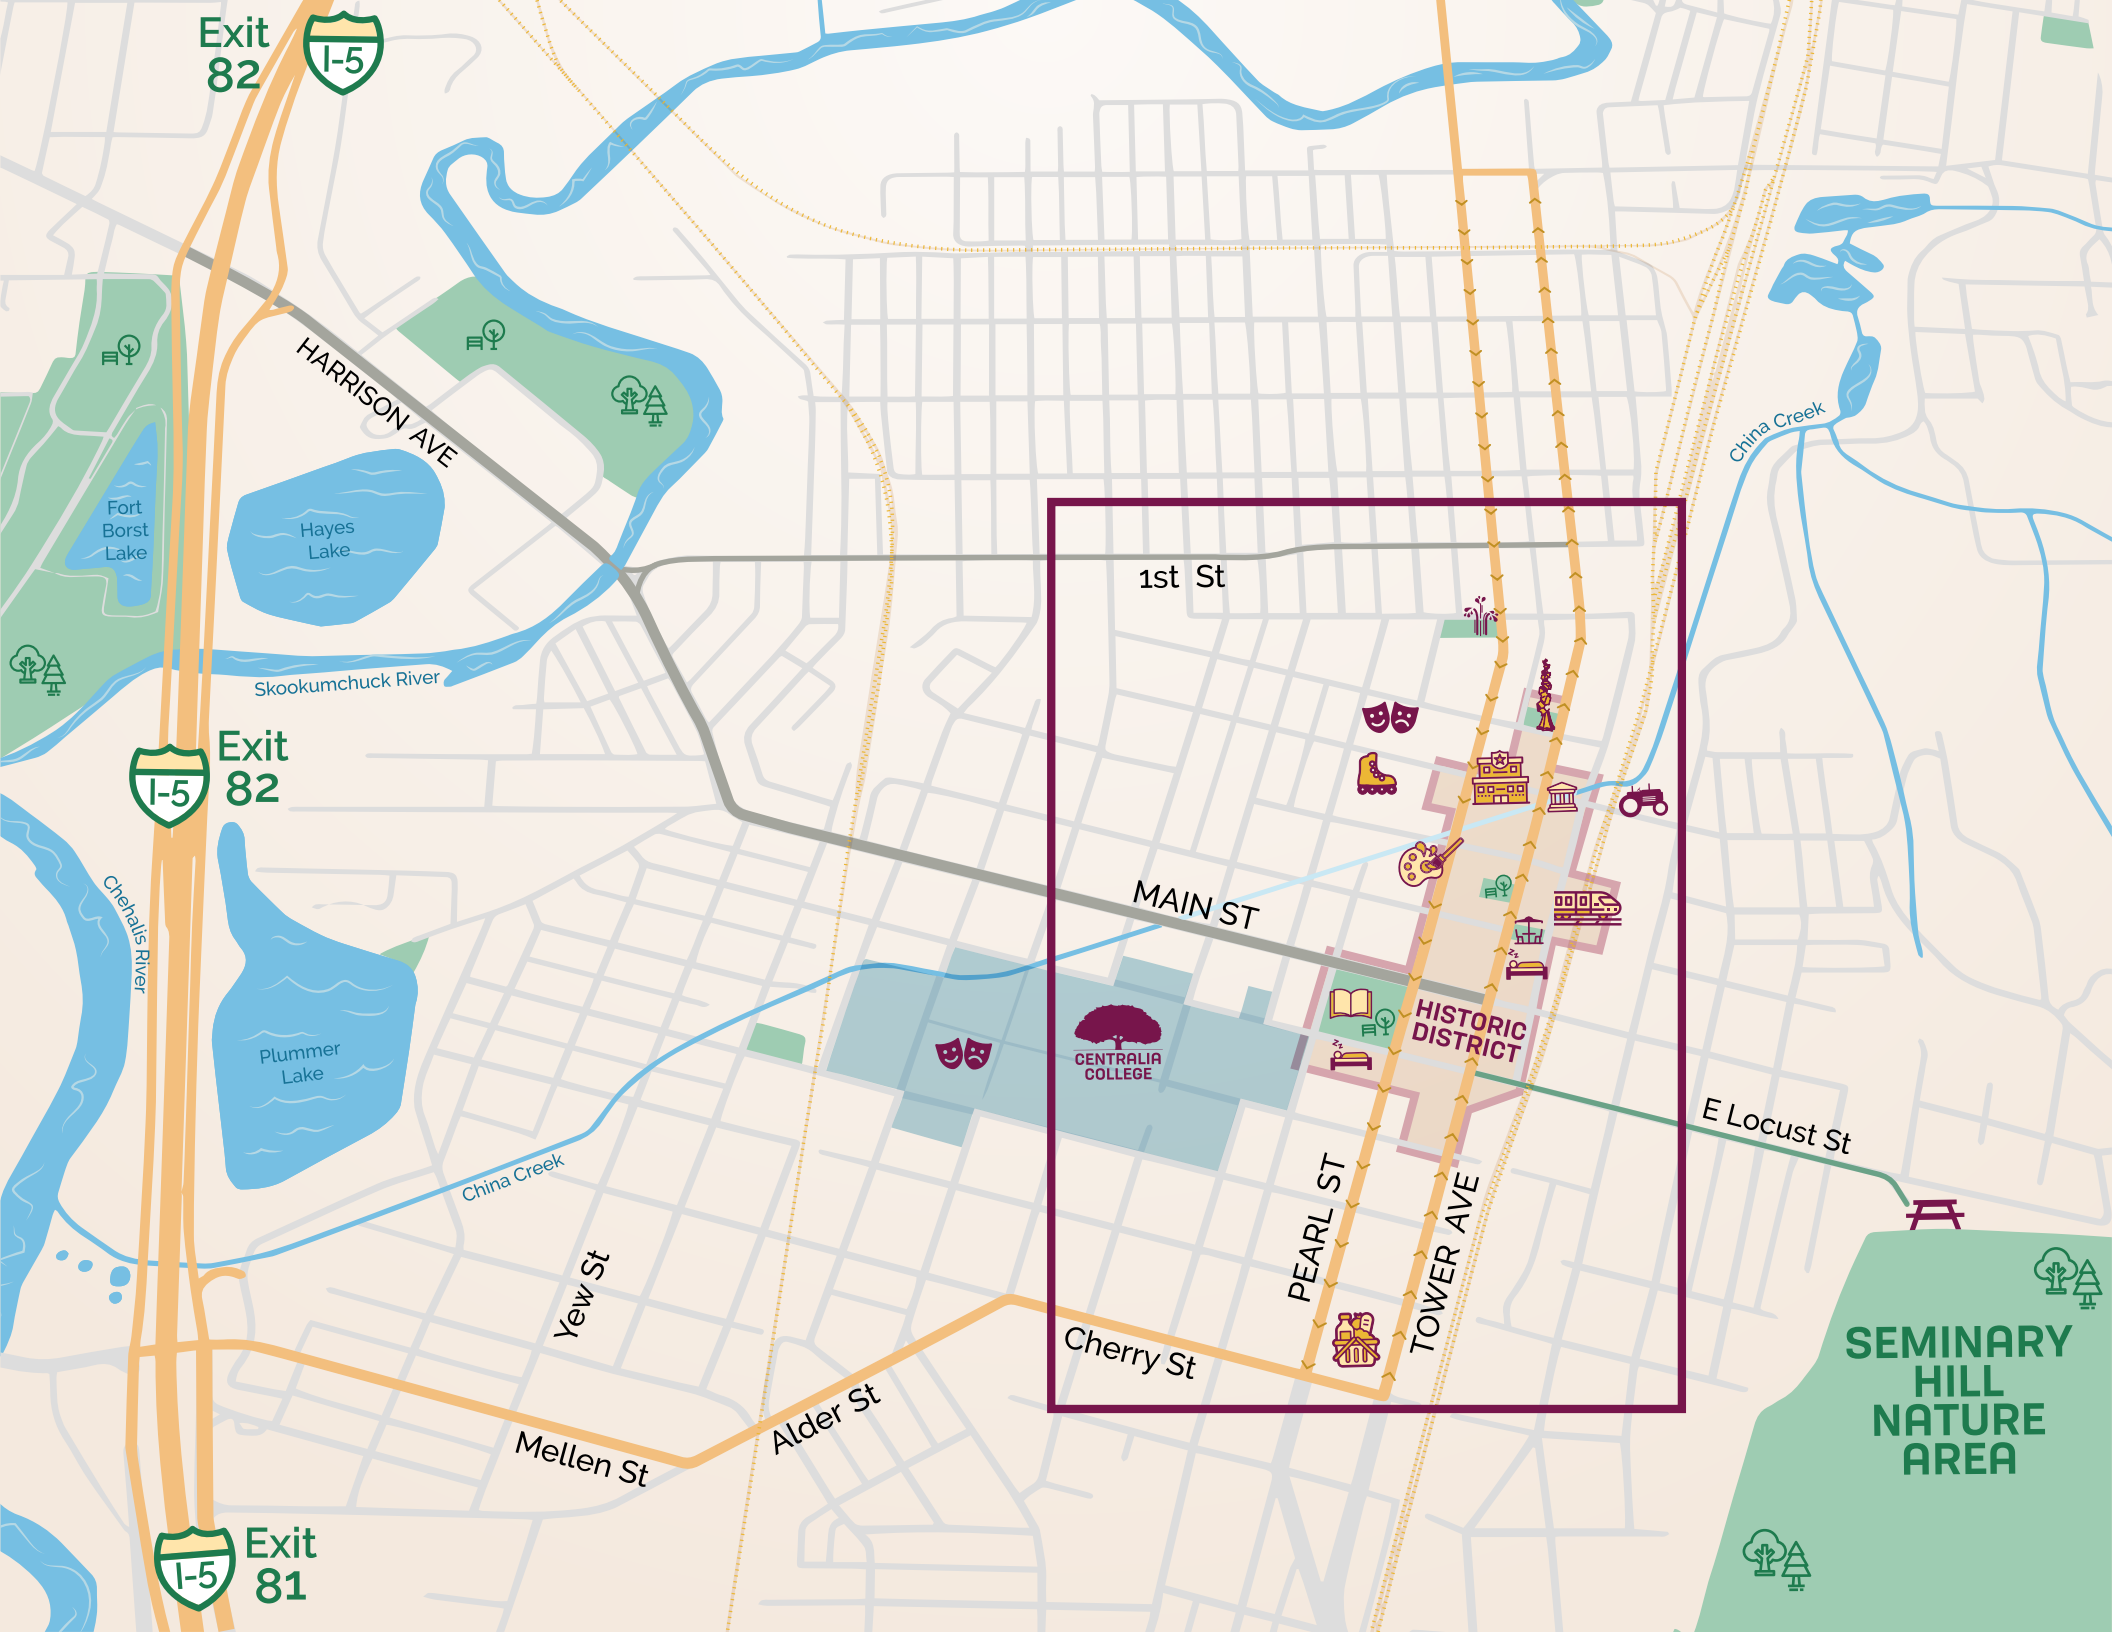 Exit
82
I-5
HARRISON AVE
China Creek
Fort
Borst
Lake
Hayes
Lake
1st St
Skookumchuck River
Exit
82
I-5
Chehalis River
MAIN ST
zz
HISTORIC
DISTRICT
zz
CENTRALIA
COLLEGE
Plummer
Lake
E Locust St
China Creek
PEARL ST
TOWER AVE
Yew St
Cherry St
SEMINARY
HILL
NATURE
AREA
Alder St
Mellen St
Exit
81
I-5